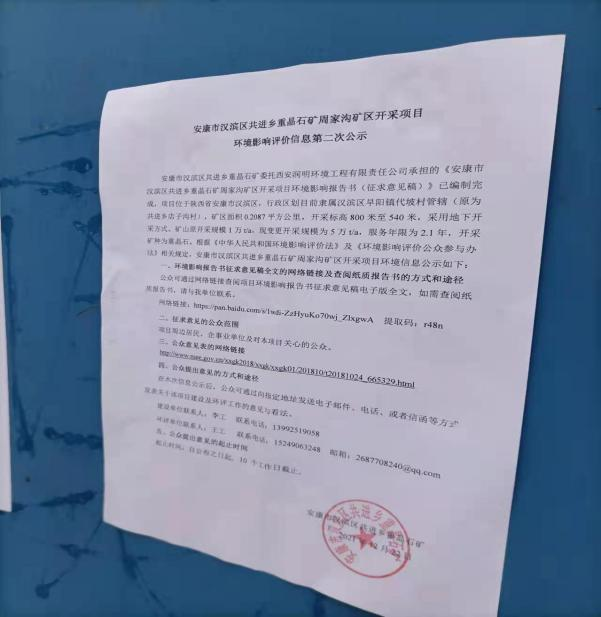 安康市汉滨区共进乡重晶石矿周家沟矿区开采项目
环境影响评价信息第二次公示
安康市汉滨区共进乡重晶石矿委托西安润明环境工程有限责任公司承担的《安康市
汉滨区共进乡重晶石矿周家沟矿区开采项目环境影响报告书（征求意见稿）》已编制完
成，项目位于陕西省安康市汉滨区，行政区划目前隶属汉滨区早阳镇代坡村管辖（原为
共进乡店子沟村），矿区面积 0.2087 平方公里，开采标高 800 米至 540 米，采用地下开
采方式，矿山原开采规模 1 万 t/a，现变更开采规模为 5 万 t/a，服务年限为 2.1 年，开采
矿种为重晶石，根据《中华人民共和国环境影响评价法》及《环境影响评价公众参与办
法》相关规定，安康市汉滨区共进乡重晶石矿周家沟矿区开采项目环境信息公示如下：
一、环境影响报告书征求意见稿全文的网络链接及查阅纸质报告书的方式和途径
公众可通过网络链接查阅项目环境影响报告书征求意见稿电子版全文，如需查阅纸
质报告书，请与我单位联系。
网络链接：https://pan.baidu.com/s/1wdi-ZzHyuKo70wj_ZlxgwA 提取码：r48n
二、征求意见的公众范围
项目周边居民，企事业单位及对本项目关心的公众。
三、公众意见表的网络链接
http://www.mee.gov.cn/xxgk2018/xxgk/xxgk01/201810/t20181024_665329.html
四、公众提出意见的方式和途径
在本次信息公示后，公众可通过向指定地址发送电子邮件、电话、或者信函等方式
发表关于该项目建设及环评工作的意见与看法。
建设单位联系人：李工 联系电话：13992519058
环评单位联系人：王工 联系电话：15249063248 邮箱：2687708240@qq.com
五、公众提出意见的起止时间
起止时间：自公布之日起，10 个工作日截止。
安康市汉滨区共进乡重晶石矿